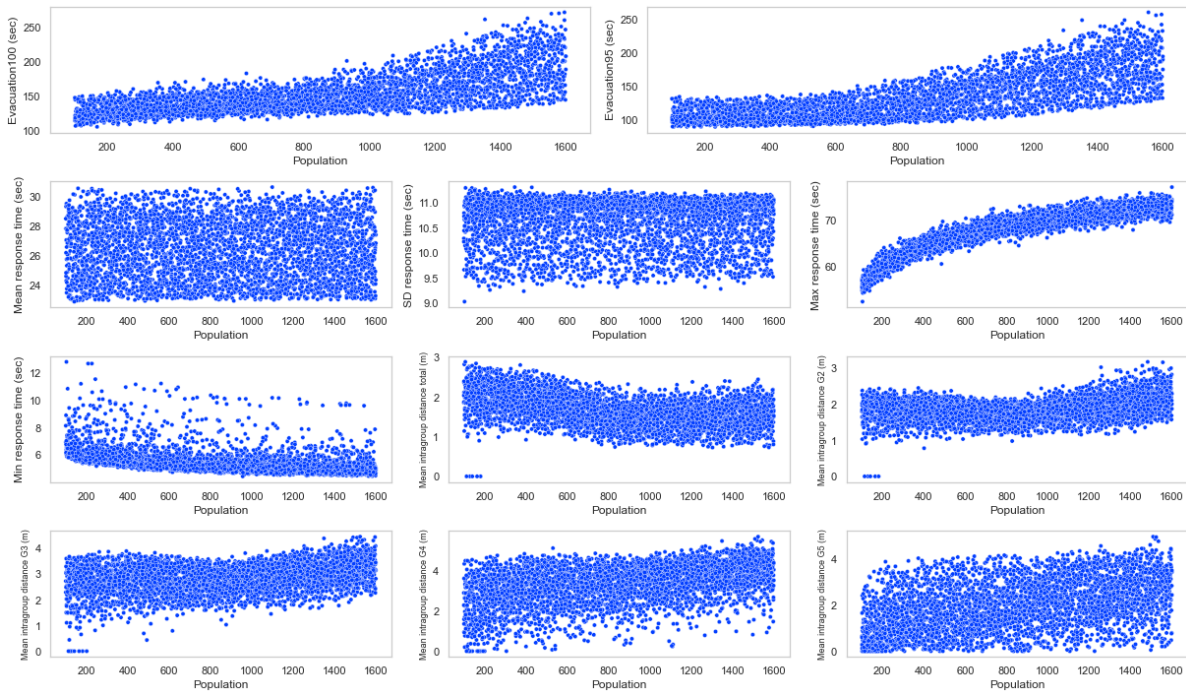 Evacuation100 (sec)
250
200
150
100
200 400 600 800 1000 1200 1400 1600
Population
Evacuation95 (sec)
250
200
150
100
200 400 600 800 1000 1200 1400 1600
Population
Mean response time (sec)
30
28
26
24
200 400 600 800 1000 1200 1400 1600
Population
SD response time (sec)
11.0
10.5
10.0
9.5
9.0
200 400 600 800 1000 1200 1400 1600
Population
Max response time (sec)
70
60
200 400 600 800 1000 1200 1400 1600
Population
Min response time (sec)
12
10
8
6
200 400 600 800 1000 1200 1400 1600
Population
Mean intragroup distance total (m)
3
2
1
0
200 400 600 800 1000 1200 1400 1600
Population
Mean intragroup distance G2 (m)
3
2
1
0
200 400 600 800 1000 1200 1400 1600
Population
Mean intragroup distance G3 (m)
4
3
2
1
0
200 400 600 800 1000 1200 1400 1600
Population
Mean intragroup distance G4 (m)
4
2
0
200 400 600 800 1000 1200 1400 1600
Population
Mean intragroup distance G5 (m)
4
2
0
200 400 600 800 1000 1200 1400 1600
Population